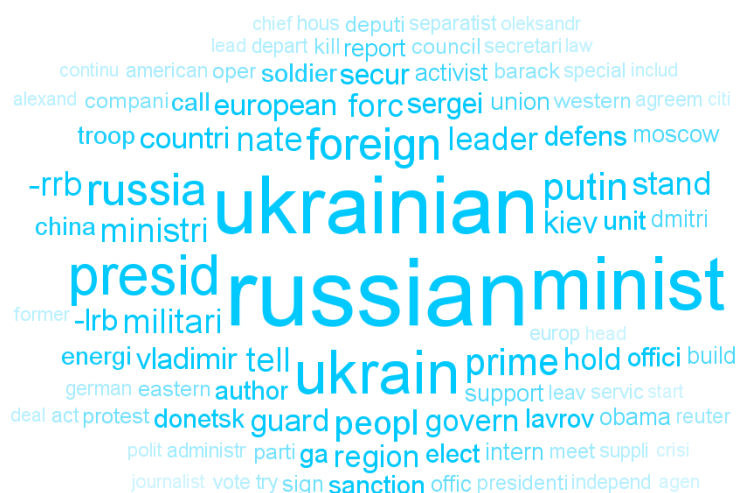 chief hous deputi separatist oleksandr
lead depart kill report council secretari law
continu american oper soldier secur activist barack special includ
alexand compani call european forc sergei union western agreem citi
troop countri nate foreign leader defens moscow
-rrb russia ukrainian putin stand
china ministri kiev unit dmitri
presid russian minist
former -lrb militari europ head
energi vladimir tell ukrain prime hold offici build
german eastern author support leav servic start
deal act protest donetsk guard peopl govern lavrov obama reuter
polit administr parti ga region elect intern meet suppli crisi
journalist vote try sign sanction offic presidenti independ agen